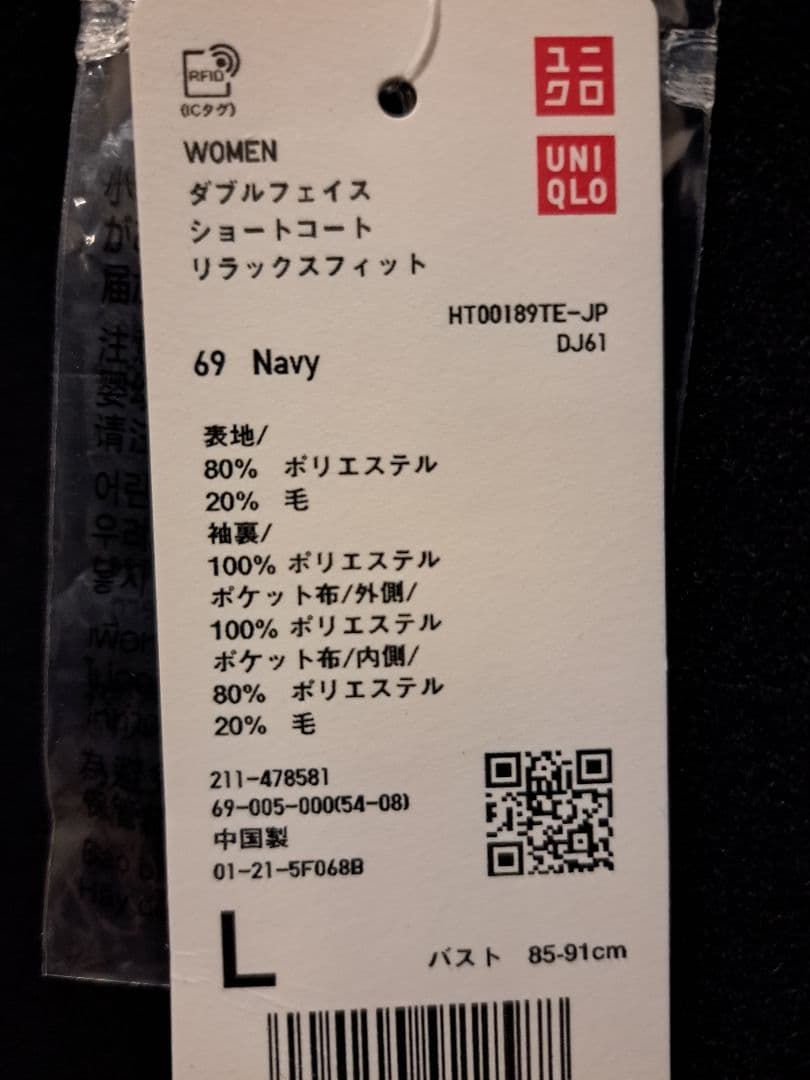 RFID
(ICタグ)
ユニ
クロ
UNI
QLO
WOMEN
ダブルフェイス
ショートコート
リラックスフィット
HT00189TE-JP
DJ61
69 Navy
表地/
80% ポリエステル
20% 毛
袖裏/
100% ポリエステル
ポケット布/外側/
100% ポリエステル
ポケット布/内側/
80% ポリエステル
20% 毛
211-478581
69-005-000(54-08)
中国製
01-21-5F068B
L
バスト 85-91cm